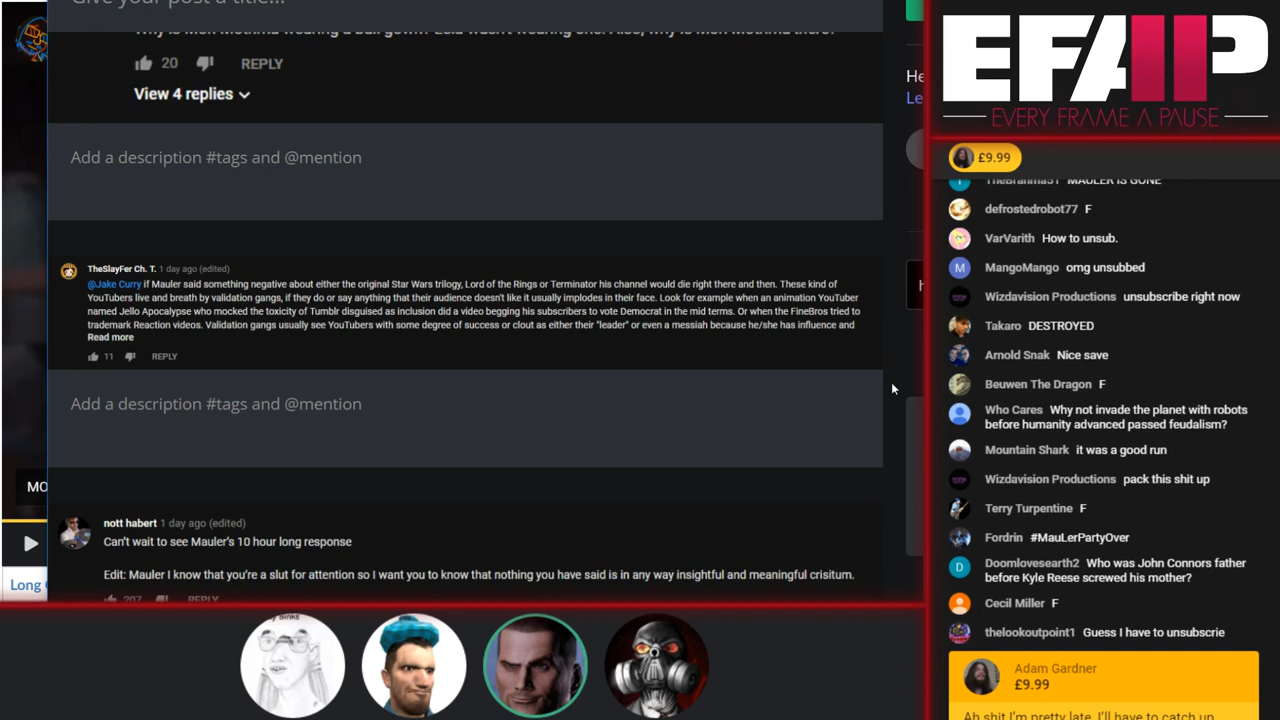 Give your post a title...
Why is Mon Mothma wearing a ball gown? Leia wasn't wearing one. Also, why is Mon Mothma there?
20 REPLY
View 4 replies
Add a description #tags and @mention
TheSlayFer Ch. T. 1 day ago (edited)
@Jake Curry if Mauler said something negative about either the original Star Wars trilogy, Lord of the Rings or Terminator his channel would die right there and then. These kind of
YouTubers live and breath by validation gangs, if they do or say anything that their audience doesn't like it usually implodes in their face. Look for example when an animation YouTuber
named Jello Apocalypse who mocked the toxicity of Tumblr disguised as inclusion did a video begging his subscribers to vote Democrat in the mid terms. Or when the FineBros tried to
trademark Reaction videos. Validation gangs usually see YouTubers with some degree of success or clout as either their "leader" or even a messiah because he/she has influence and
Read more
11 REPLY
Add a description #tags and @mention
nott habert 1 day ago (edited)
Can't wait to see Mauler's 10 hour long response
Edit: Mauler I know that you're a slut for attention so I want you to know that nothing you have said is in any way insightful and meaningful crisitum.
207 REPLY
MO
Long
He
Le
h
EFAP
EVERY FRAME A PAUSE
£9.99
TheBrahma51 MAULER IS GONE
defrostedrobot77 F
VarVarith How to unsub.
M MangoMango omg unsubbed
Wizdavision Productions unsubscribe right now
Takaro DESTROYED
Arnold Snak Nice save
Beuwen The Dragon F
Who Cares Why not invade the planet with robots
before humanity advanced passed feudalism?
Mountain Shark it was a good run
Wizdavision Productions pack this shit up
Terry Turpentine F
Fordrin #MauLerPartyOver
D Doomlovesearth2 Who was John Connors father
before Kyle Reese screwed his mother?
Cecil Miller F
thelookoutpoint1 Guess I have to unsubscrie
Adam Gardner
£9.99
Ah shit I'm pretty late, I'll have to catch up